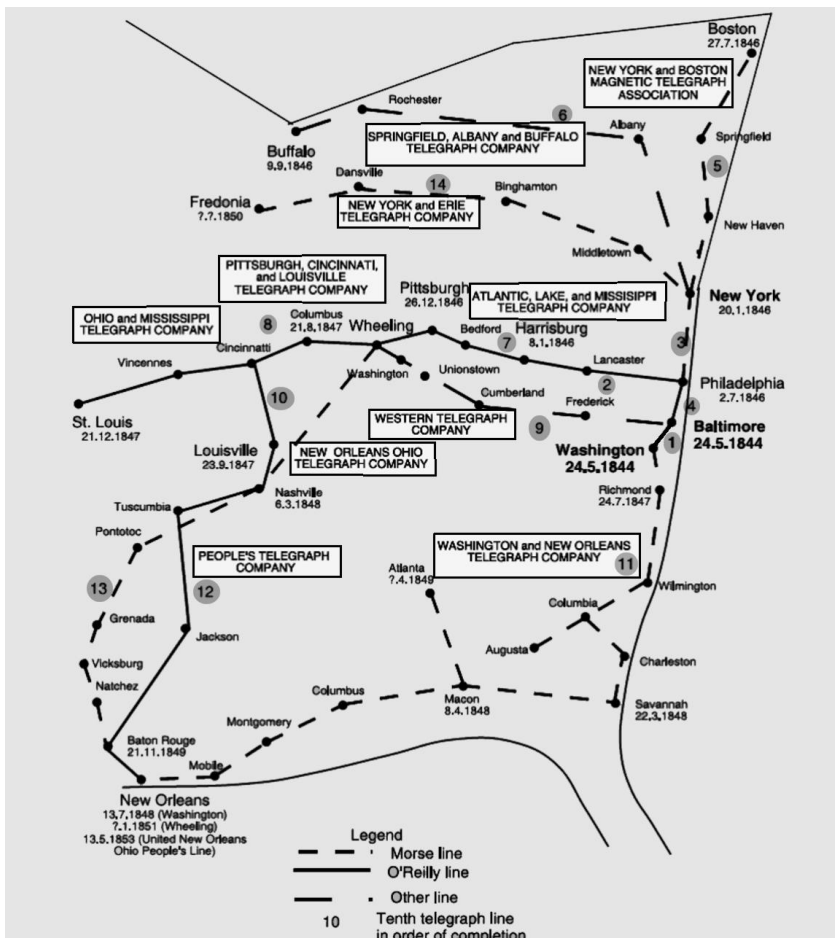 Boston
27.7.1846
NEW YORK and BOSTON
MAGNETIC TELEGRAPH
ASSOCIATION
Rochester
6
Albany
Springfield
SPRINGFIELD, ALBANY and BUFFALO
TELEGRAPH COMPANY
Buffalo
9.9.1846
5
Dansville
14
Binghamton
Fredonia
?.?.1850
NEW YORK and ERIE
TELEGRAPH COMPANY
New Haven
Middletown
PITTSBURGH, CINCINNATI,
and LOUISVILLE
TELEGRAPH COMPANY
Pittsburgh
26.12.1846
ATLANTIC, LAKE, and MISSISIPPI
TELEGRAPH COMPANY
New York
20.1.1846
OHIO and MISSISSIPPI
TELEGRAPH COMPANY
8
Columbus
21.8.1847
Wheeling
Bedford
Harrisburg
8.1.1846
7
3
Cincinnatti
Vincennes
Washington
Unionstown
Lancaster
2
Philadelphia
2.7.1846
St. Louis
21.12.1847
10
Cumberland
Frederick
4
WESTERN TELEGRAPH
COMPANY
9
Baltimore
24.5.1844
1
Louisville
23.9.1847
NEW ORLEANS OHIO
TELEGRAPH COMPANY
Washington
24.5.1844
Nashville
6.3.1848
Richmond
24.7.1847
Tuscumbia
Pontotoc
PEOPLE'S TELEGRAPH
COMPANY
WASHINGTON and NEW ORLEANS
TELEGRAPH COMPANY
11
Atlanta
?.4.1849
13
12
Wilmington
Columbia
Grenada
Jackson
Augusta
Charleston
Vicksburg
Natchez
Columbus
Macon
8.4.1848
Savannah
22.3.1848
Montgomery
Baton Rouge
21.11.1849
Mobile
New Orleans
13.7.1848 (Washington)
?.1.1851 (Wheeling)
13.5.1853 (United New Orleans
Ohio People's Line)
Legend
Morse line
O'Reilly line
Other line
10 Tenth telegraph line
in order of completion